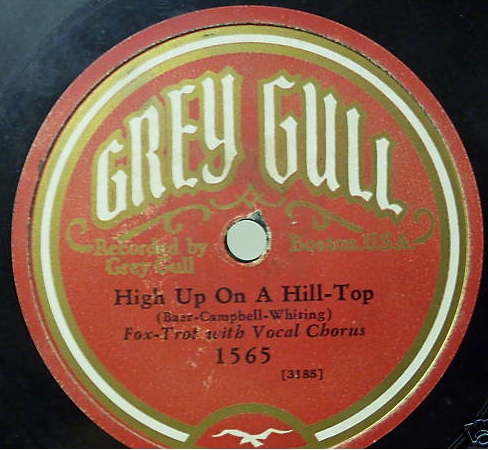 GREY GULL
Recorded by Boston, U.S.A.
Grey Gull
High Up On A Hill-Top
(Baer-Campbell-Whiting)
Fox-Trot with Vocal Chorus
1565
[3185]